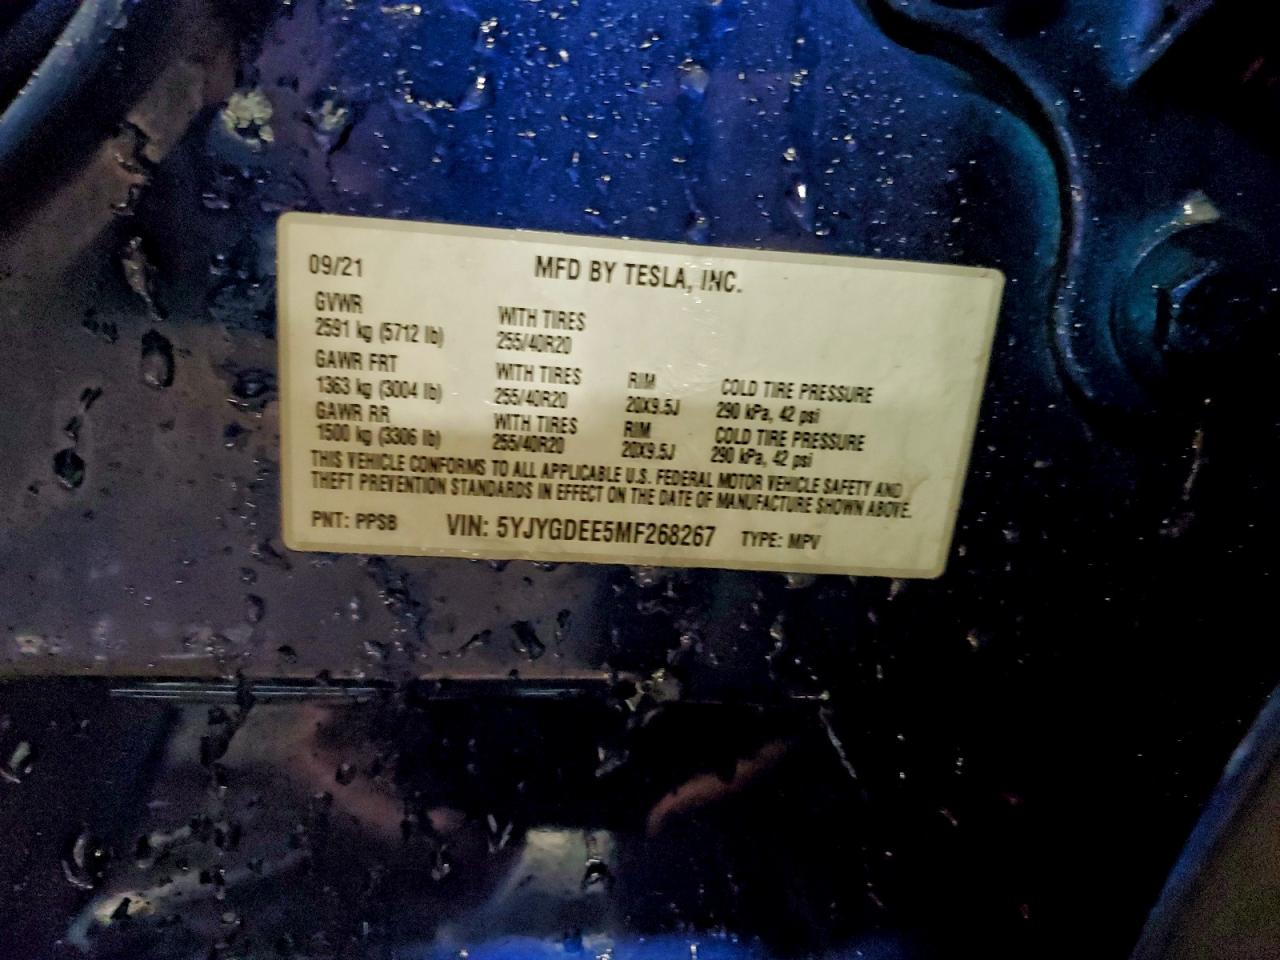 09/21 MFD BY TESLA, INC.
GVWR WITH TIRES
2591 kg (5712 lb) 255/40R20
GAWR FRT WITH TIRES RIM COLD TIRE PRESSURE
1363 kg (3004 lb) 255/40R20 20X9.5J 290 kPa, 42 psi
GAWR RR WITH TIRES RIM COLD TIRE PRESSURE
1500 kg (3306 lb) 255/40R20 20X9.5J 290 kPa, 42 psi
THIS VEHICLE CONFORMS TO ALL APPLICABLE U.S. FEDERAL MOTOR VEHICLE SAFETY AND
THEFT PREVENTION STANDARDS IN EFFECT ON THE DATE OF MANUFACTURE SHOWN ABOVE.
PNT: PPSB VIN: 5YJYGDEE5MF268267 TYPE: MPV